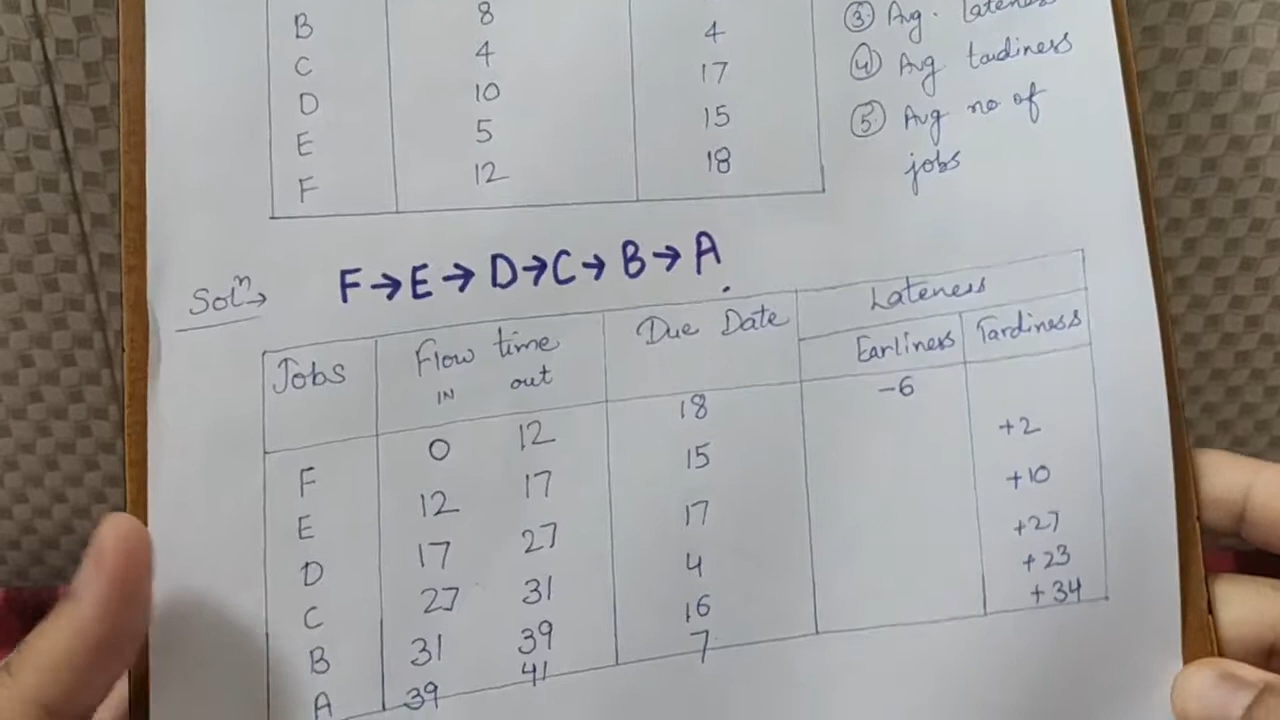 B 8
③ Avg. Lateness
C 4 4
④ Avg. tardiness
D 10 17
⑤ Avg no of
E 5 15
jobs
F 12 18
Solⁿ→ F→E→D→C→B→A.
Jobs Flow time Due Date Lateness
IN out Earliness Tardiness
F 0 12 18 -6
E 12 17 15 +2
D 17 27 17 +10
C 27 31 4 +27
B 31 39 16 +23
A 39 41 7 +34